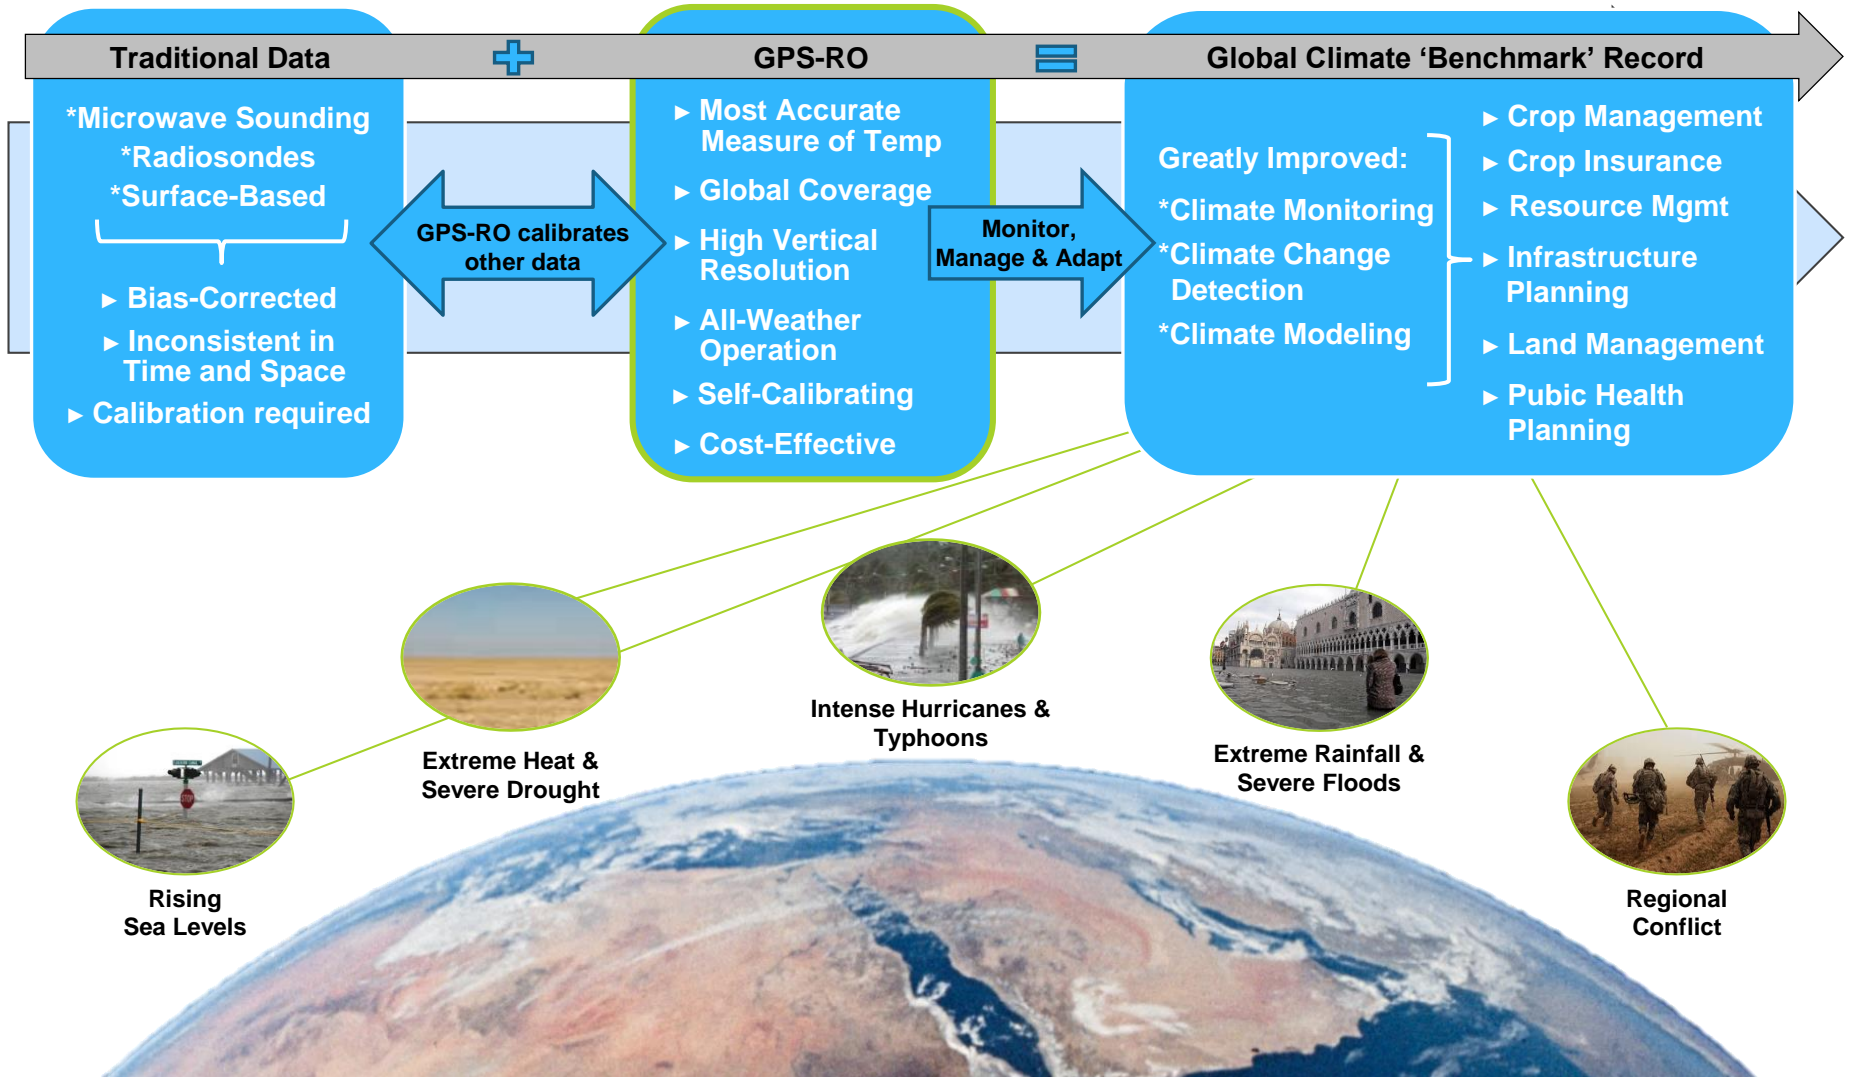 Traditional Data
GPS-RO
Global Climate ‘Benchmark’ Record
*Microwave Sounding
*Radiosondes
*Surface-Based
► Bias-Corrected
► Inconsistent in
Time and Space
► Calibration required
GPS-RO calibrates
other data
► Most Accurate
Measure of Temp
► Global Coverage
► High Vertical
Resolution
► All-Weather
Operation
► Self-Calibrating
► Cost-Effective
Monitor,
Manage & Adapt
Greatly Improved:
*Climate Monitoring
*Climate Change
Detection
*Climate Modeling
► Crop Management
► Crop Insurance
► Resource Mgmt
► Infrastructure
Planning
► Land Management
► Pubic Health
Planning
Rising
Sea Levels
Extreme Heat &
Severe Drought
Intense Hurricanes &
Typhoons
Extreme Rainfall &
Severe Floods
Regional
Conflict
STOP